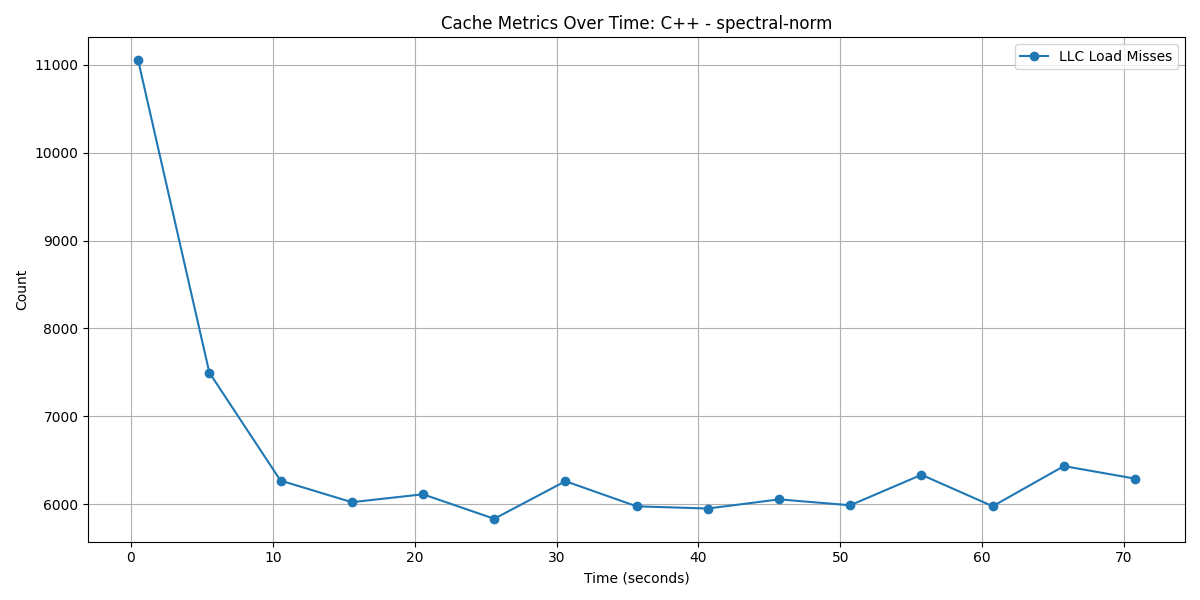 Cache Metrics Over Time: C++ - spectral-norm
LLC Load Misses
11000
10000
9000
8000
7000
6000
Count
0 10 20 30 40 50 60 70
Time (seconds)